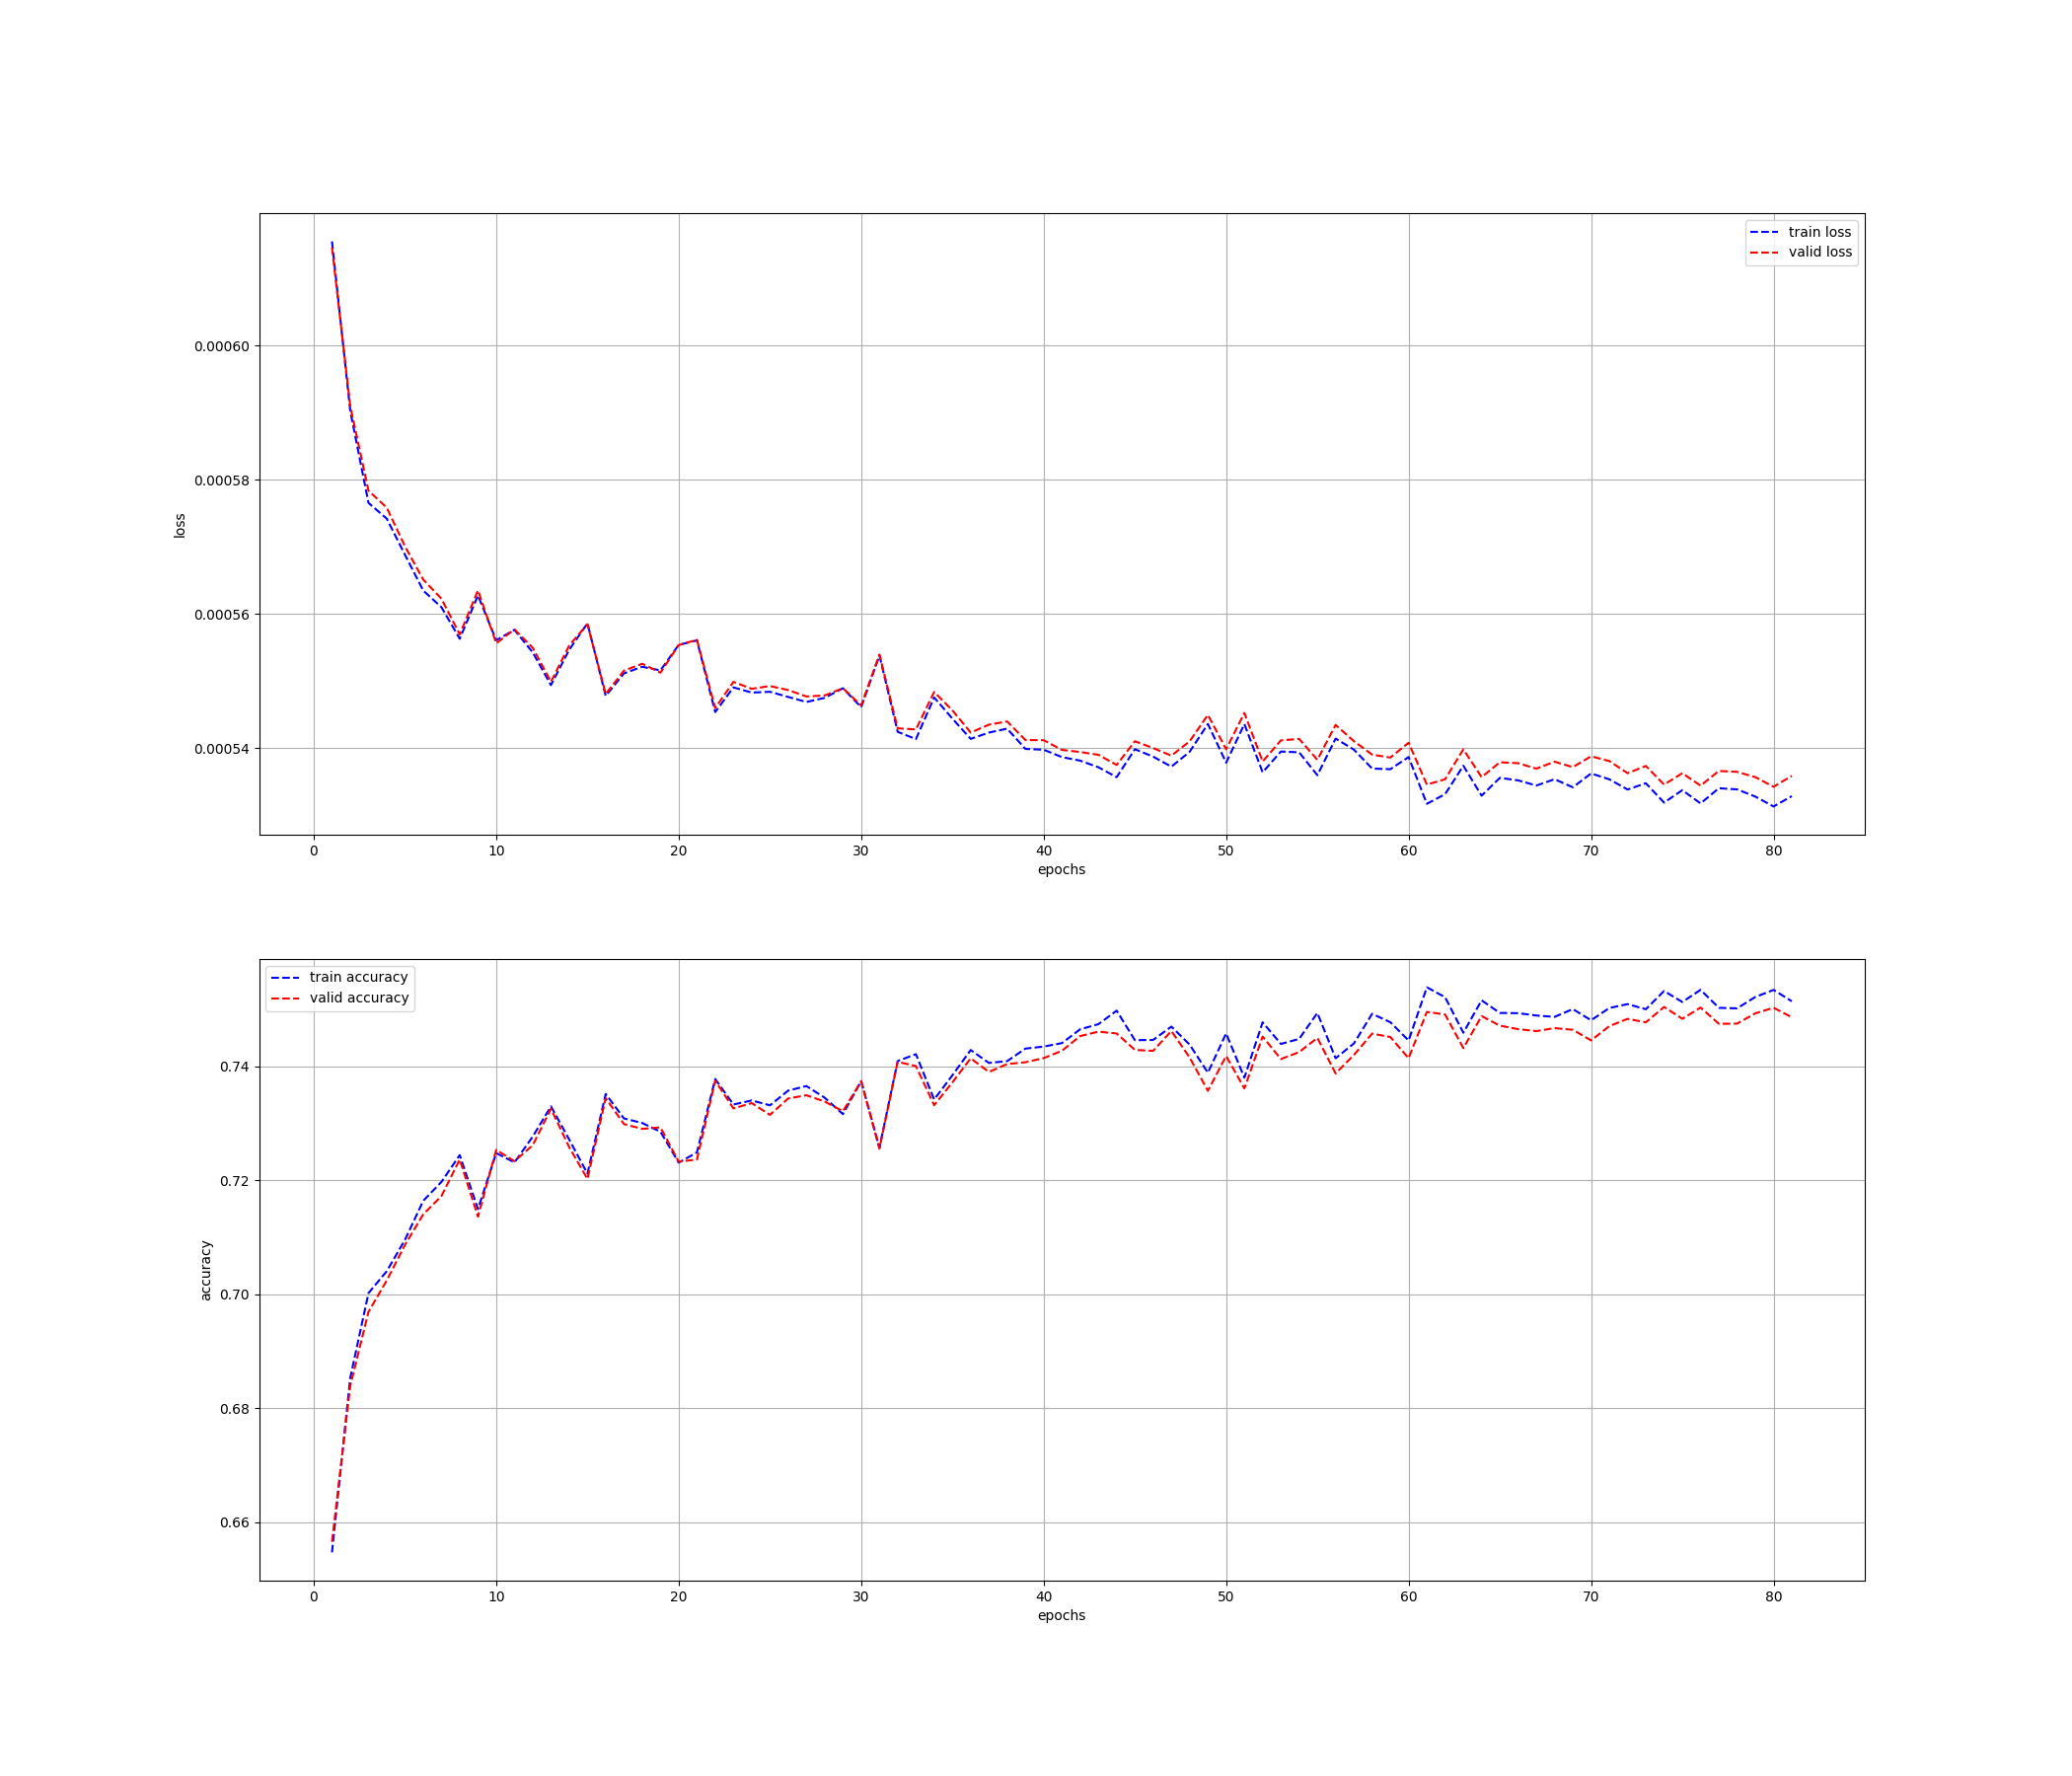 train loss
valid loss
0.00060
0.00058
0.00056
0.00054
loss
0 10 20 30 40 50 60 70 80
epochs
train accuracy
valid accuracy
0.74
0.72
0.70
0.68
0.66
accuracy
0 10 20 30 40 50 60 70 80
epochs